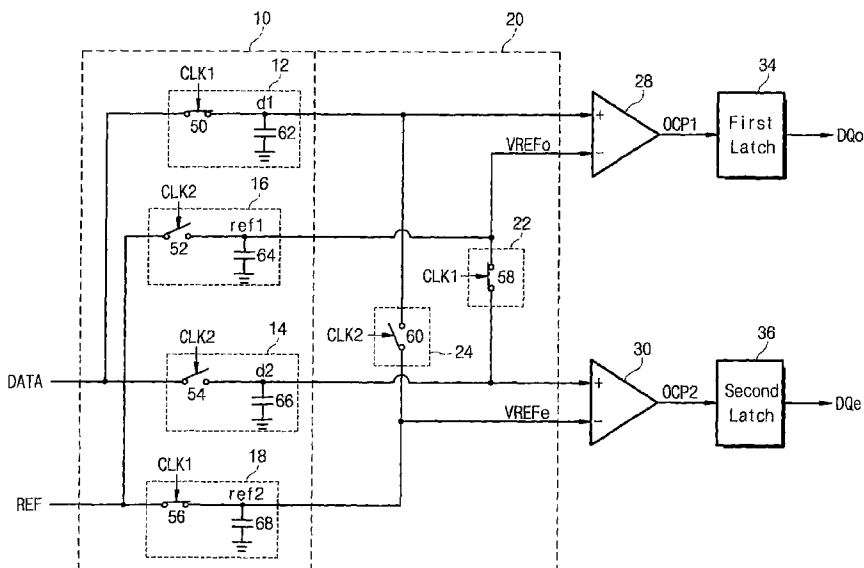 10
20
CLK1
12
d1
50
62
28
OCP1
34
First
Latch
DQo
VREFo
CLK2
16
ref1
52
64
22
CLK1
58
CLK2
60
24
CLK2
14
DATA
d2
54
66
30
OCP2
36
Second
Latch
DQe
VREFe
CLK1
18
REF
ref2
56
68
+
−
+
−